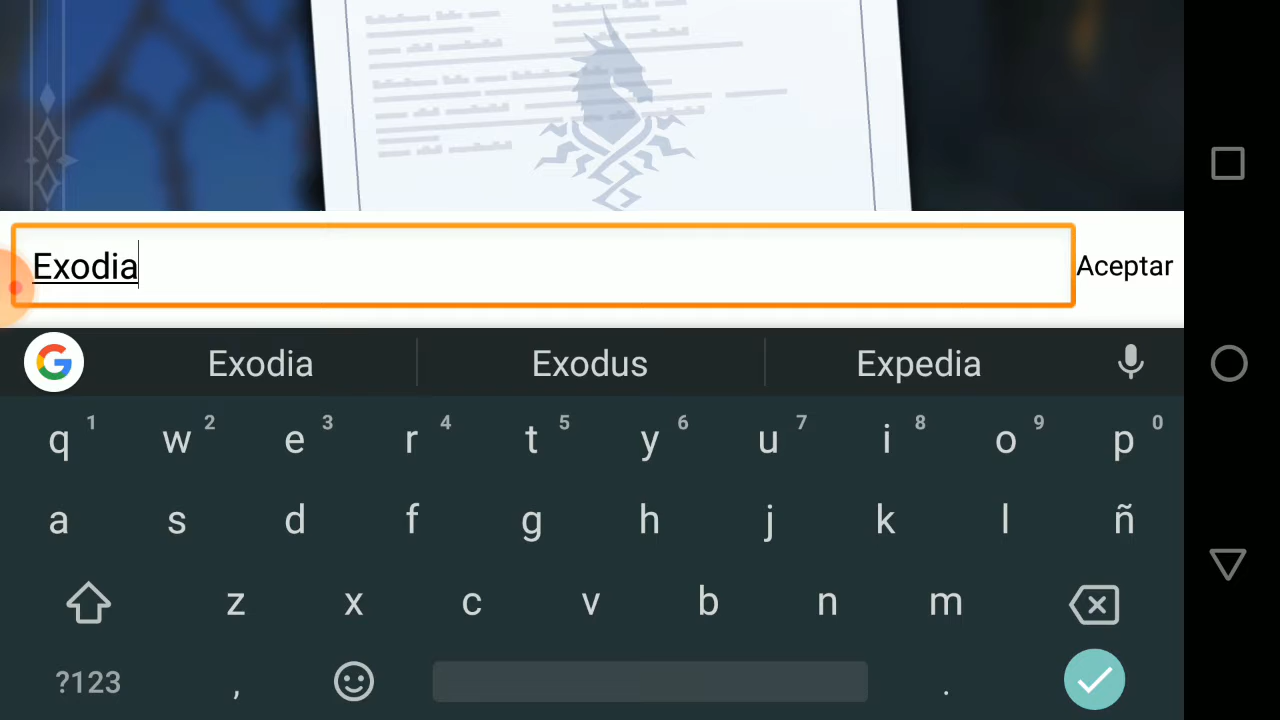 Exodia
Aceptar
Exodia Exodus Expedia
q 1 w 2 e 3 r 4 t 5 y 6 u 7 i 8 o 9 p 0
a s d f g h j k l ñ
z x c v b n m
?123 , .